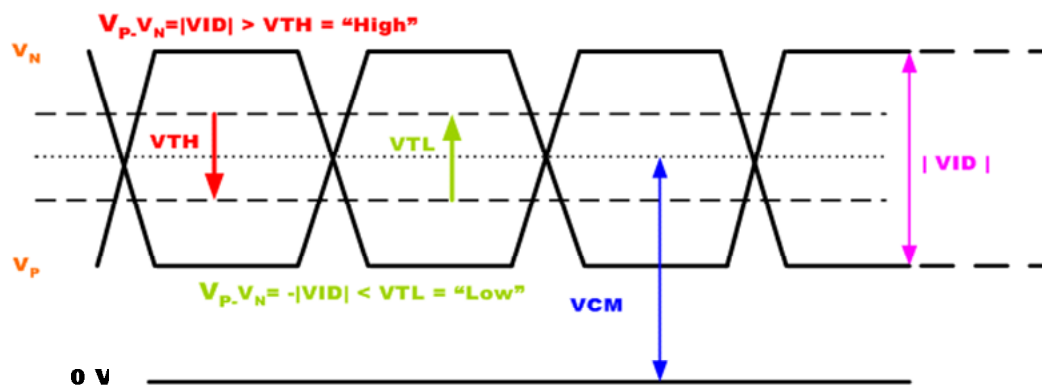 VP- VN=|VID| > VTH = “High”
VN
VTH
VTL
| VID |
VP
VP- VN= -|VID| < VTL = “Low”
VCM
0 V